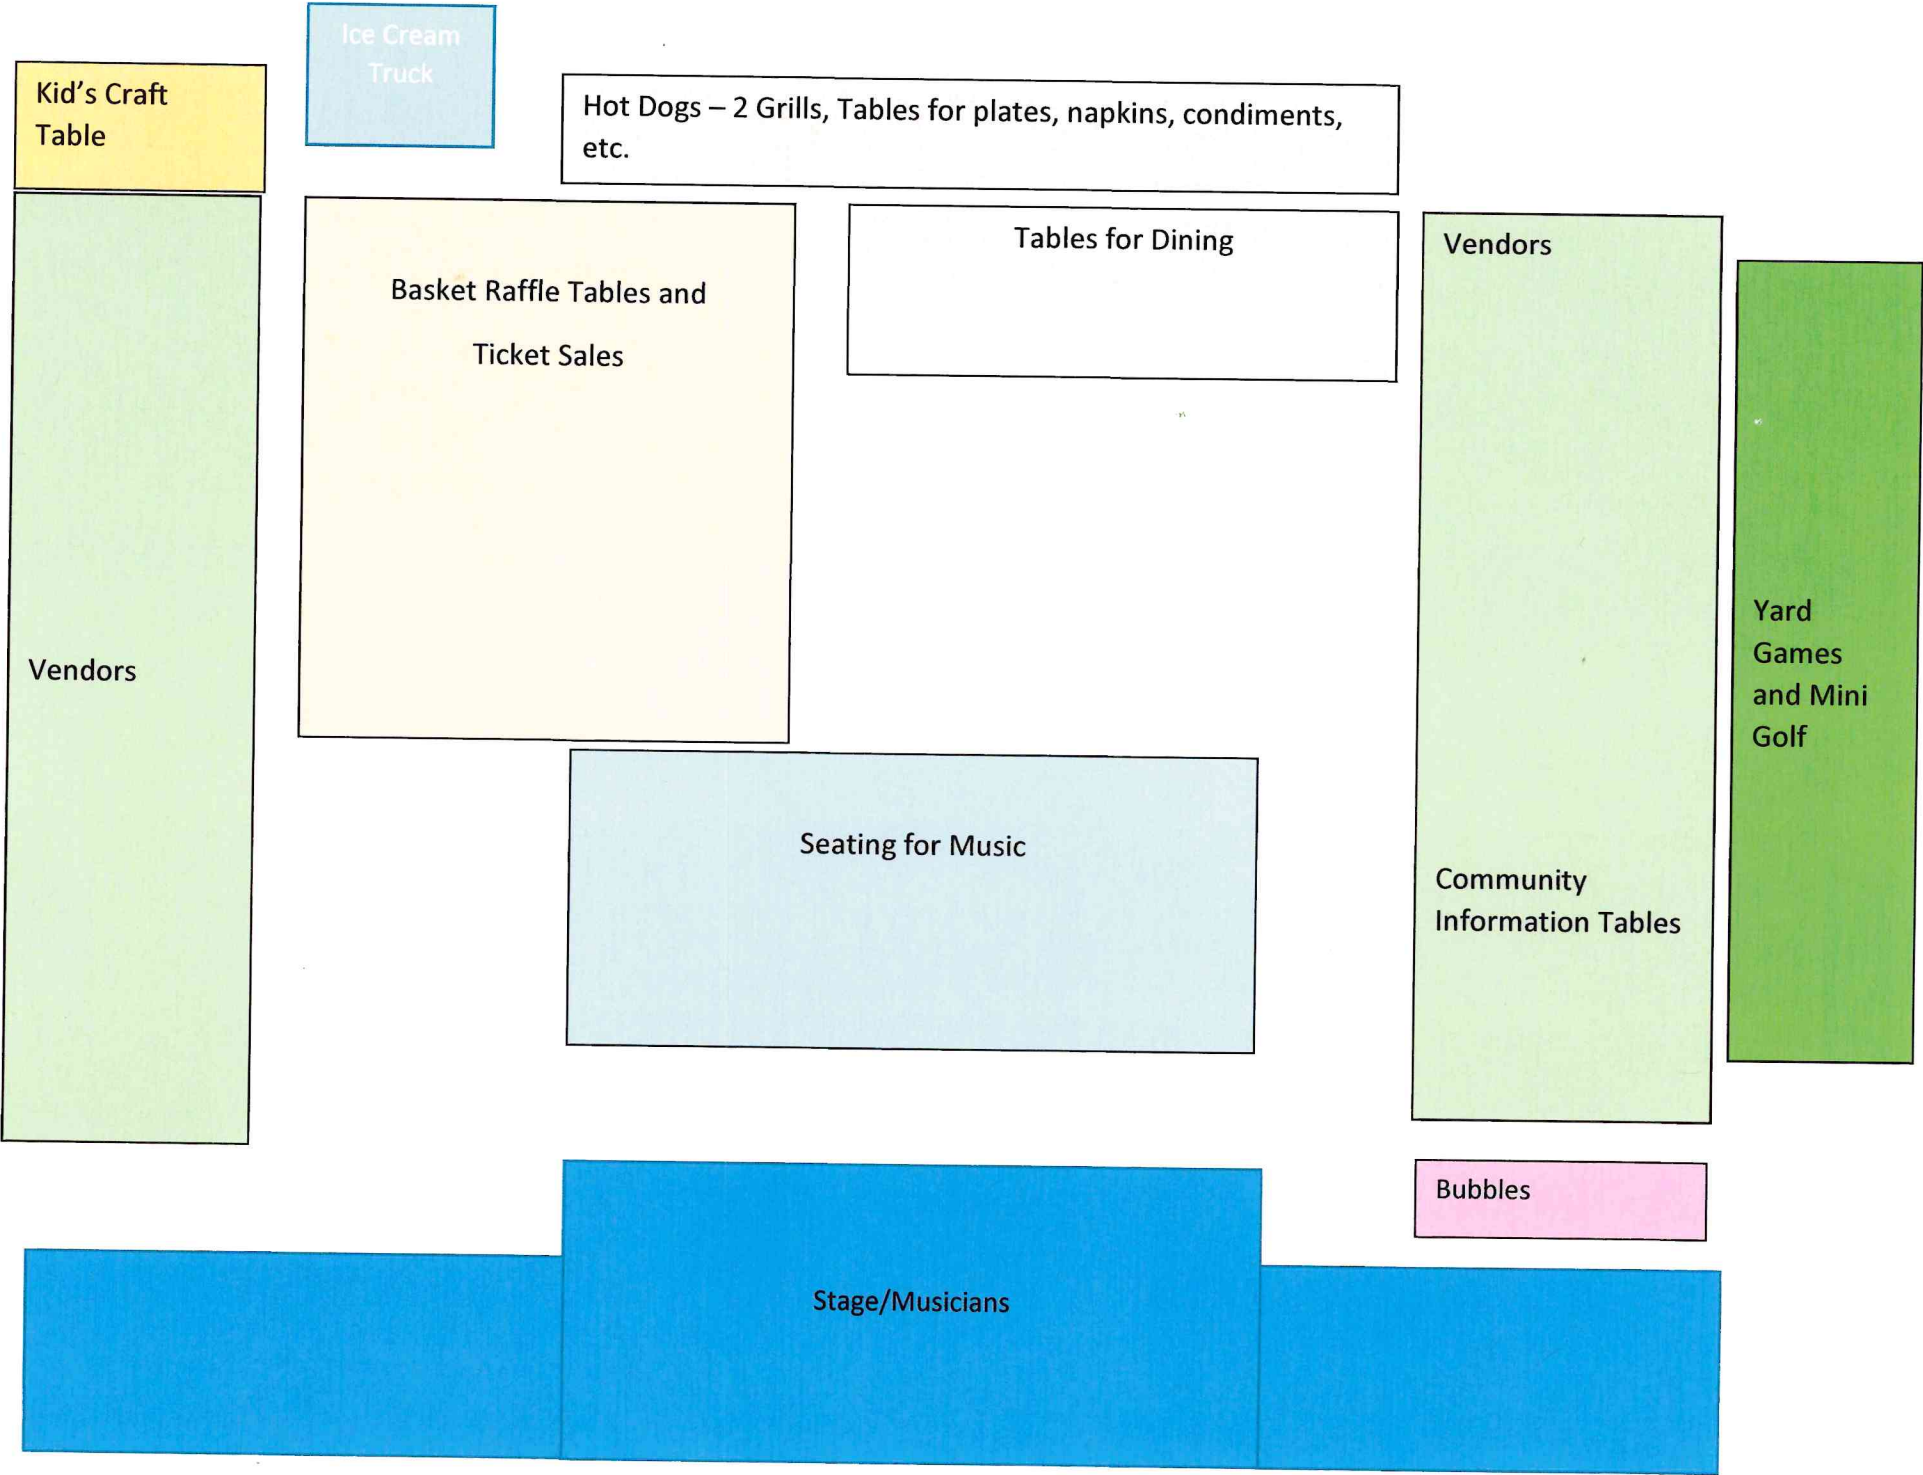 Ice Cream
Truck
Kid's Craft
Table
Hot Dogs – 2 Grills, Tables for plates, napkins, condiments,
etc.
Basket Raffle Tables and
Ticket Sales
Tables for Dining
Vendors
Yard
Games
and Mini
Golf
Vendors
Seating for Music
Community
Information Tables
Bubbles
Stage/Musicians